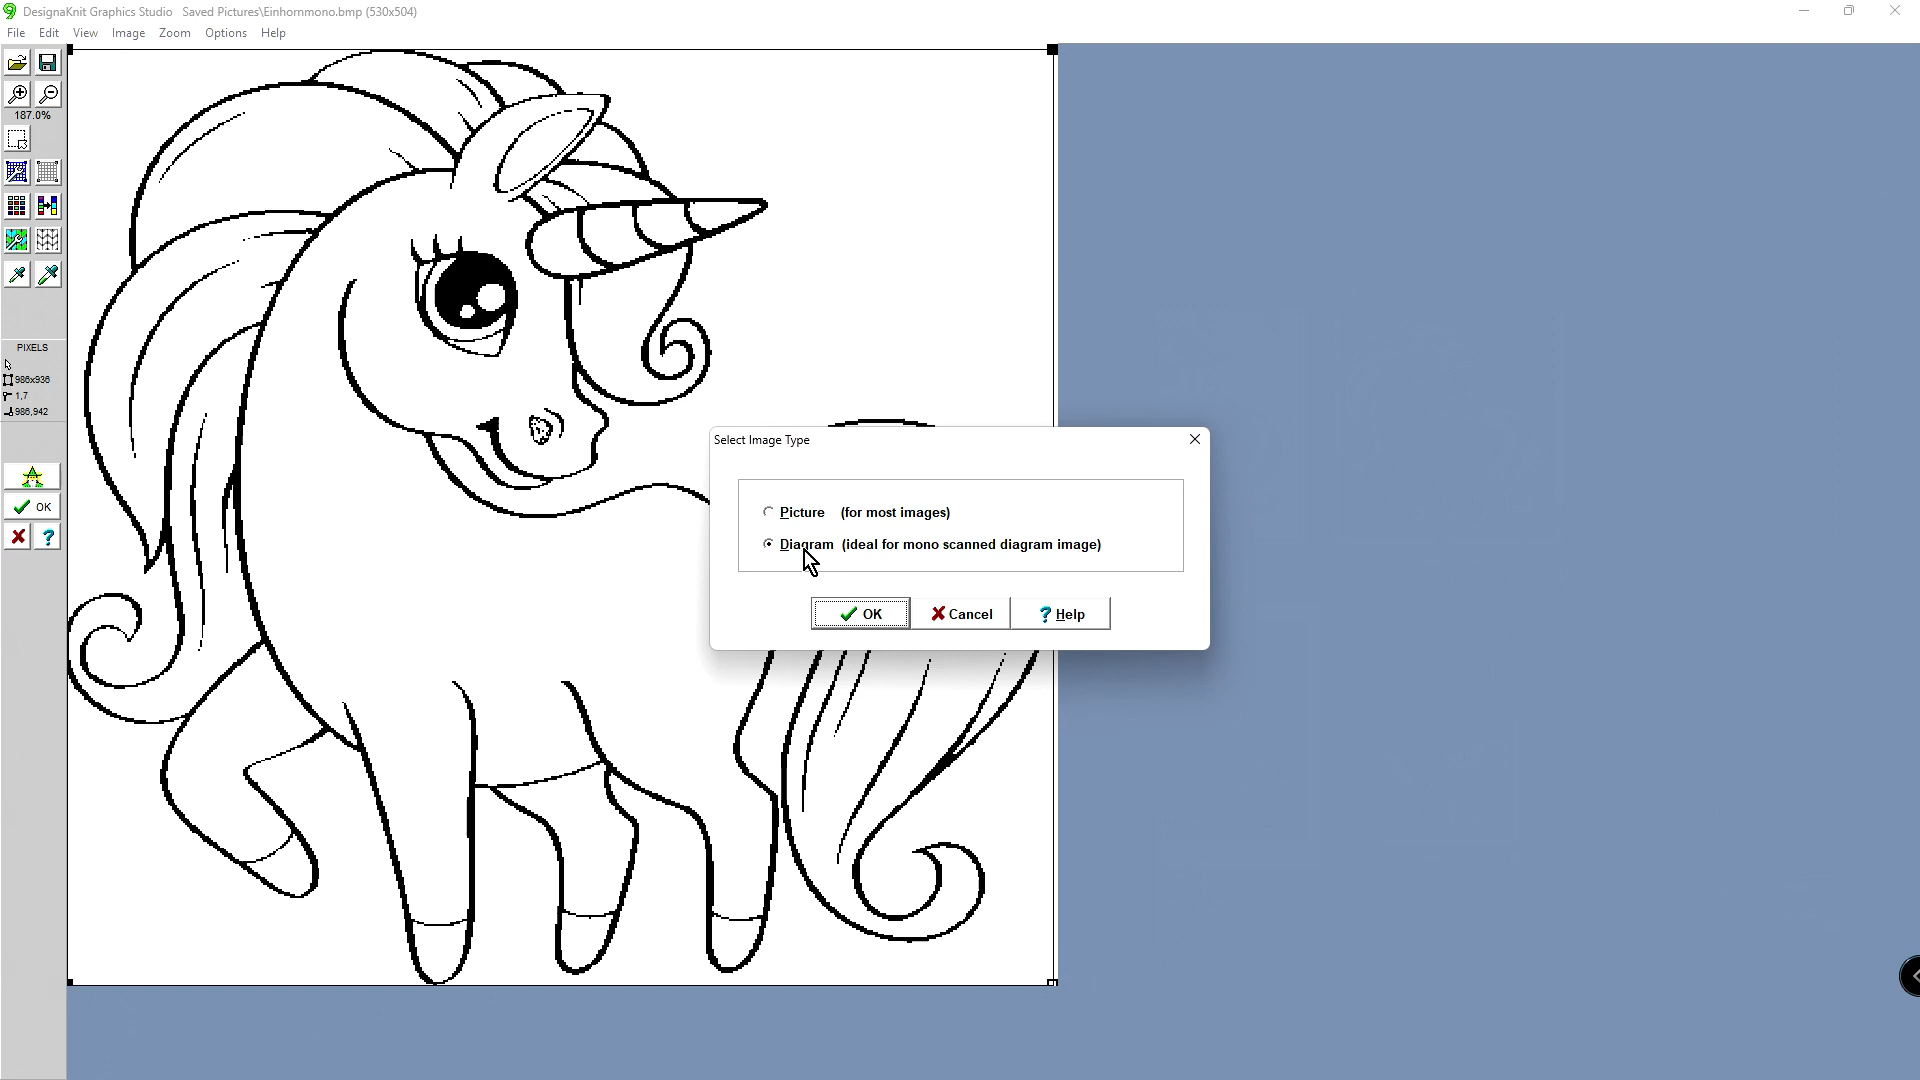 DesignaKnit Graphics Studio Saved Pictures\Einhornmono.bmp (530x504)
File Edit View Image Zoom Options Help
187.0%
PIXELS
986x936
1,7
986,942
OK
?
Select Image Type
Picture (for most images)
Diagram (ideal for mono scanned diagram image)
OK Cancel ? Help